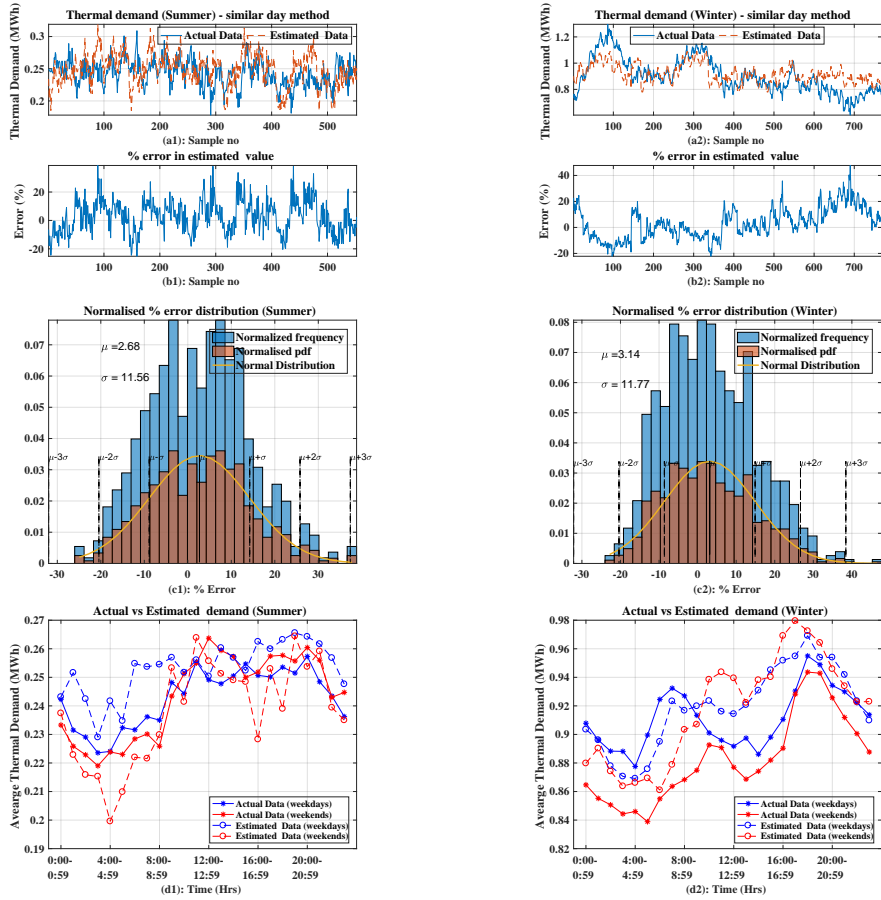 Thermal demand (Summer) - similar day method
Actual Data
Estimated Data
Thermal Demand (MWh)
0.3
0.25
0.2
100
200
300
400
500
(a1): Sample no
Thermal demand (Winter) - similar day method
Actual Data
Estimated Data
Thermal Demand (MWh)
1.2
1.0
0.8
100
200
300
400
500
600
700
(a2): Sample no
% error in estimated value
Error (%)
20
0
-20
100
200
300
400
500
(b1): Sample no
% error in estimated value
Error (%)
40
20
0
-20
100
200
300
400
500
600
700
(b2): Sample no
Normalised % error distribution (Summer)
Normalized frequency
Normalised pdf
Normal Distribution
μ =2.68
σ = 11.56
μ-3σ
μ-2σ
μ-σ
μ
μ+σ
μ+2σ
μ+3σ
0.07
0.06
0.05
0.04
0.03
0.02
0.01
0
-30
-20
-10
0
10
20
30
(c1): % Error
Normalised % error distribution (Winter)
Normalized frequency
Normalised pdf
Normal Distribution
μ =3.14
σ = 11.77
μ-3σ
μ-2σ
μ-σ
μ
μ+σ
μ+2σ
μ+3σ
0.08
0.07
0.06
0.05
0.04
0.03
0.02
0.01
0
-30
-20
-10
0
10
20
30
40
(c2): % Error
Actual vs Estimated demand (Summer)
Avearge Thermal Demand (MWh)
0.27
0.26
0.25
0.24
0.23
0.22
0.21
0.2
0.19
Actual Data (weekdays)
Actual Data (weekends)
Estimated Data (weekdays)
Estimated Data (weekends)
0:00-
4:00-
8:00-
12:00-
16:00-
20:00-
0:59
4:59
8:59
12:59
16:59
20:59
(d1): Time (Hrs)
Actual vs Estimated demand (Winter)
Avearge Thermal Demand (MWh)
0.98
0.96
0.94
0.92
0.9
0.88
0.86
0.84
0.82
Actual Data (weekdays)
Actual Data (weekends)
Estimated Data (weekdays)
Estimated Data (weekends)
0:00-
4:00-
8:00-
12:00-
16:00-
20:00-
0:59
4:59
8:59
12:59
16:59
20:59
(d2): Time (Hrs)